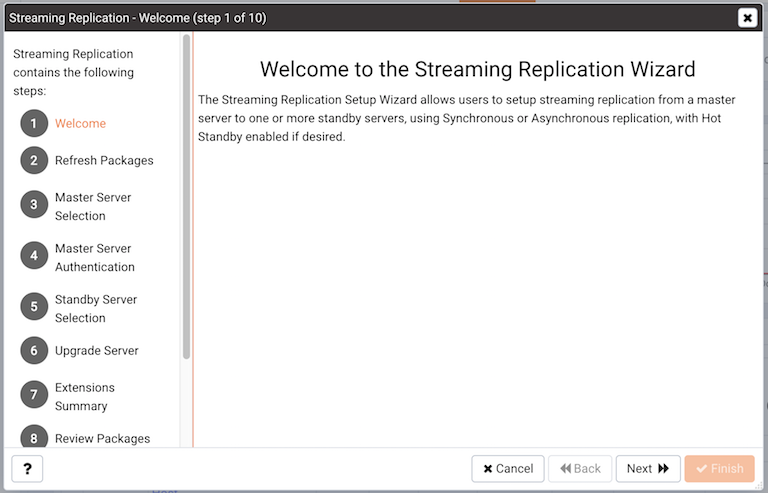 Streaming Replication - Welcome (step 1 of 10)
Streaming Replication
contains the following
steps:
1 Welcome
2 Refresh Packages
3 Master Server
Selection
4 Master Server
Authentication
5 Standby Server
Selection
6 Upgrade Server
7 Extensions
Summary
8 Review Packages
Welcome to the Streaming Replication Wizard
The Streaming Replication Setup Wizard allows users to setup streaming replication from a master
server to one or more standby servers, using Synchronous or Asynchronous replication, with Hot
Standby enabled if desired.
? Cancel Back Next Finish